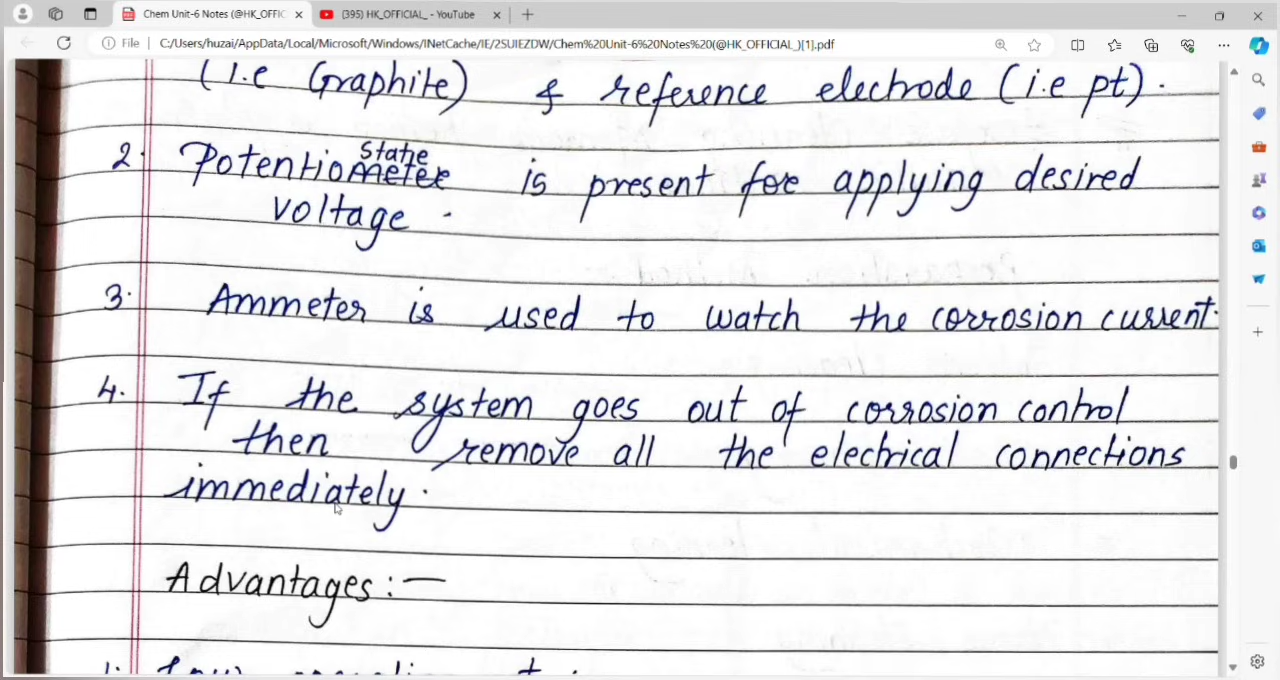 Chem Unit-6 Notes (@HK_OFFIC
(395) HK_OFFICIAL_ - YouTube
File
C:/Users/huzai/AppData/Local/Microsoft/Windows/INetCache/IE/2SUIEZDW/Chem%20Unit-6%20Notes%20(@HK_OFFICIAL_)[1].pdf
(i.e Graphite) & reference electrode (i.e pt).
state
2. Potentiometer is present for applying desired
voltage.
3. Ammeter is used to watch the corrosion current.
4. If the system goes out of corrosion control
then remove all the electrical connections
immediately.
Advantages :—
1.